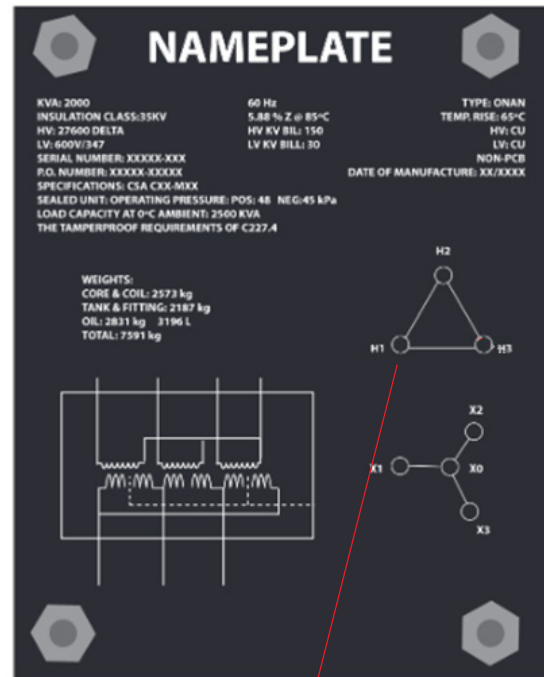 NAMEPLATE
KVA: 2000 60 Hz TYPE: ONAN
INSULATION CLASS:35KV 5.88 % Z @ 85°C TEMP. RISE: 65°C
HV: 27600 DELTA HV KV BIL: 150 HV: CU
LV: 600V/347 LV KV BILL: 30 LV: CU
SERIAL NUMBER: XXXXX-XXX NON-PCB
P.O. NUMBER: XXXXX-XXXXX DATE OF MANUFACTURE: XX/XXXX
SPECIFICATIONS: CSA CXX-MXX
SEALED UNIT: OPERATING PRESSURE: POS: 48 NEG:45 kPa
LOAD CAPACITY AT 0°C AMBIENT: 2500 KVA
THE TAMPERPROOF REQUIREMENTS OF C227.4
WEIGHTS:
CORE & COIL: 2573 kg
TANK & FITTING: 2187 kg
OIL: 2831 kg 3196 L
TOTAL: 7591 kg
H2
H1 H3
X2
X1 X0
X3